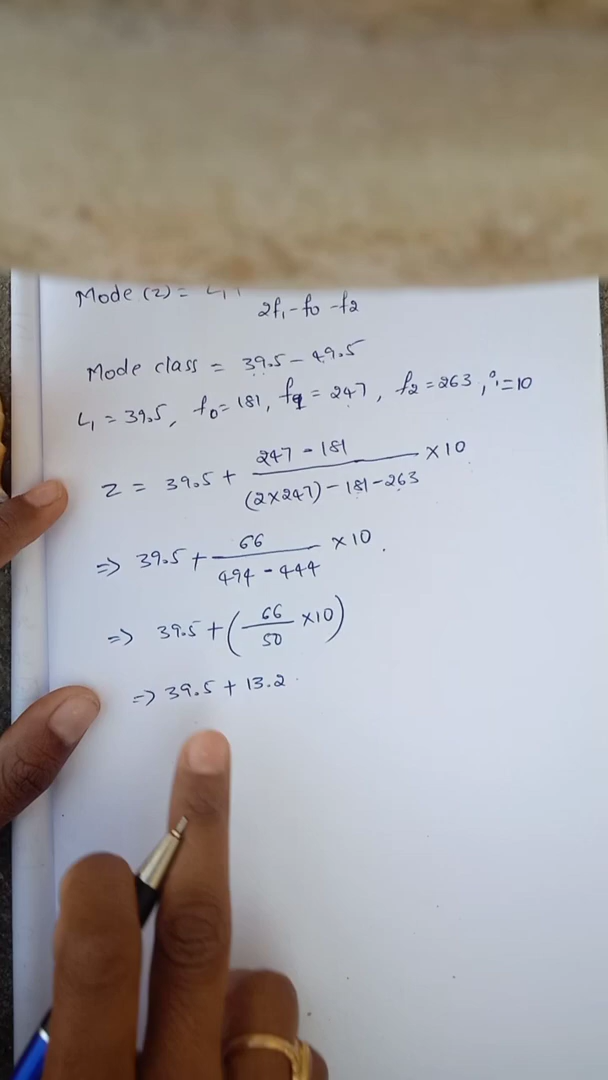 Mode (z) = L1
2f₁ - f0 - f2
Mode class = 39.5 - 49.5
L₁ = 39.5, f0 = 181, f1 = 247, f2 = 263, i = 10
Z = 39.5 + 247 - 181 / (2×247) - 181 - 263 × 10
=> 39.5 + 66 / 494 - 444 × 10.
=> 39.5 + (66 / 50 × 10)
=> 39.5 + 13.2